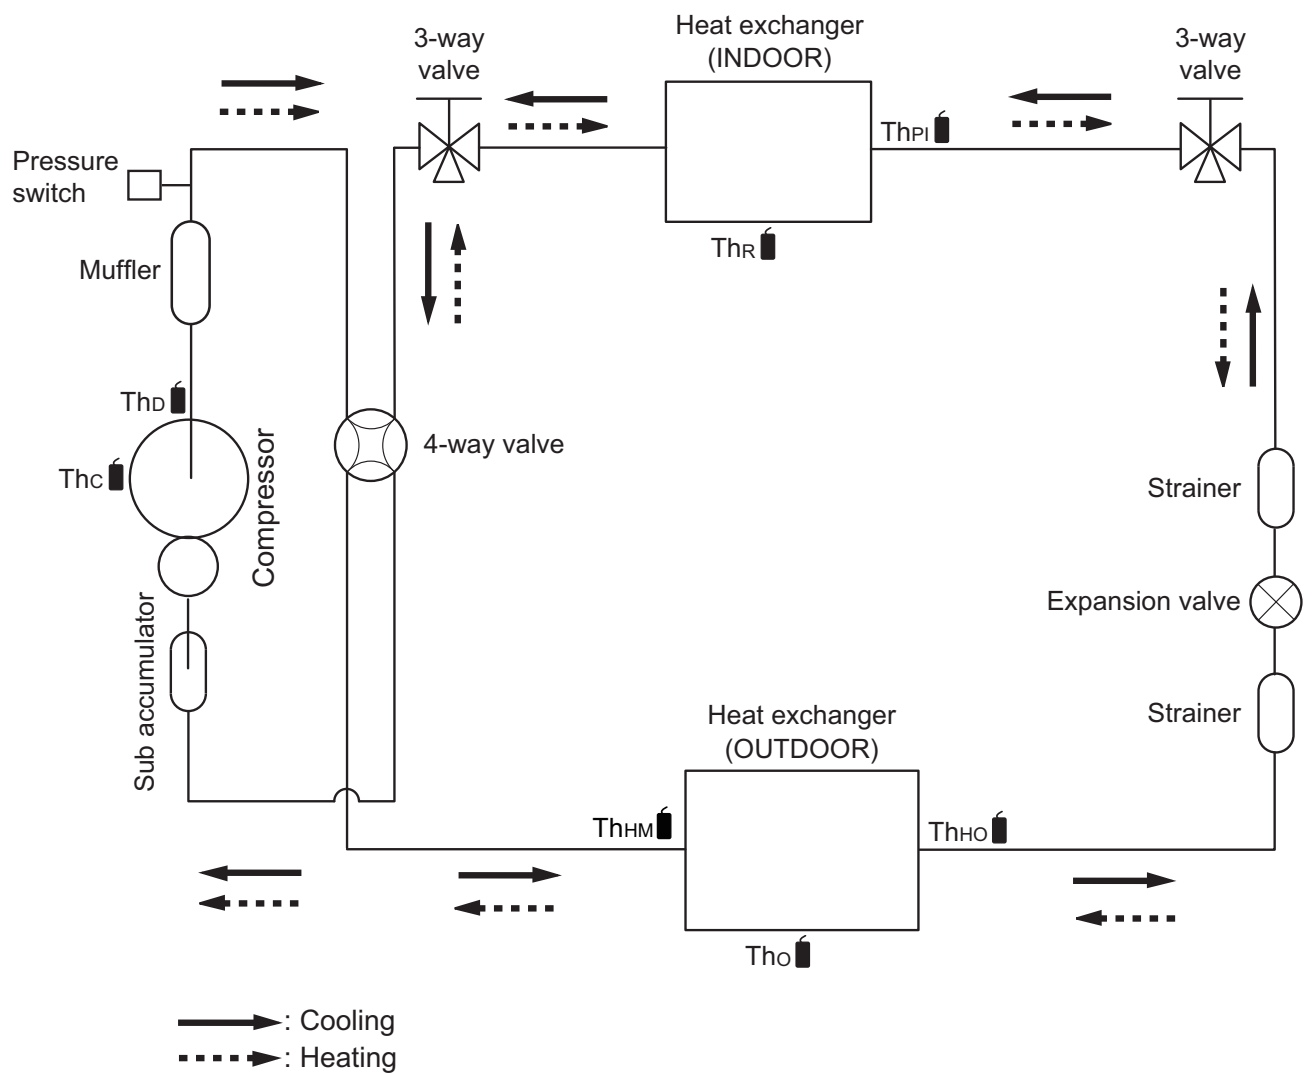 Heat exchanger
(INDOOR)
3-way
valve
3-way
valve
ThPI
Pressure
switch
ThR
Muffler
ThD
4-way valve
ThC
Compressor
Strainer
Expansion valve
Sub accumulator
Strainer
Heat exchanger
(OUTDOOR)
ThHM
ThHO
ThO
: Cooling
: Heating